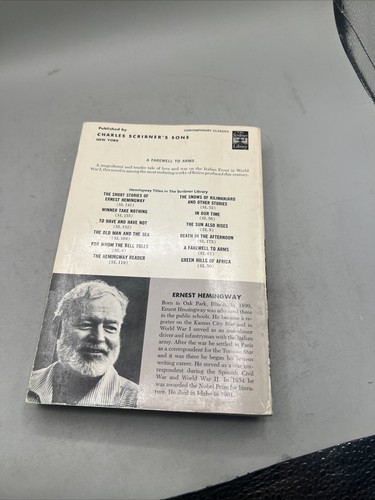 Published by
CHARLES SCRIBNER'S SONS
NEW YORK
CONTEMPORARY CLASSICS
Library
A FAREWELL TO ARMS
A magnificent and tender tale of love and war on the Italian Front in World
War I, this novel is among the most enduring works of fiction produced this century.
Hemingway Titles in The Scribner Library
THE SHORT STORIES OF
ERNEST HEMINGWAY
WINNER TAKE NOTHING
TO HAVE AND HAVE NOT
THE OLD MAN AND THE SEA
FOR WHOM THE BELL TOLLS
THE HEMINGWAY READER
THE SNOWS OF KILIMANJARO
AND OTHER STORIES
IN OUR TIME
THE SUN ALSO RISES
DEATH IN THE AFTERNOON
A FAREWELL TO ARMS
GREEN HILLS OF AFRICA
ERNEST HEMINGWAY
Born in Oak Park, Illinois, in 1899,
Ernest Hemingway was educated there
in the public schools. He became a re-
porter on the Kansas City Star and in
World War I served as an ambulance
driver and infantryman with the Italian
army. After the war he settled in Paris
as a correspondent for the Toronto Star
and it was there he began his serious
writing career. He served as a war cor-
respondent during the Spanish Civil
War and World War II. In 1954 he
was awarded the Nobel Prize for litera-
ture. He died in Idaho in 1961.